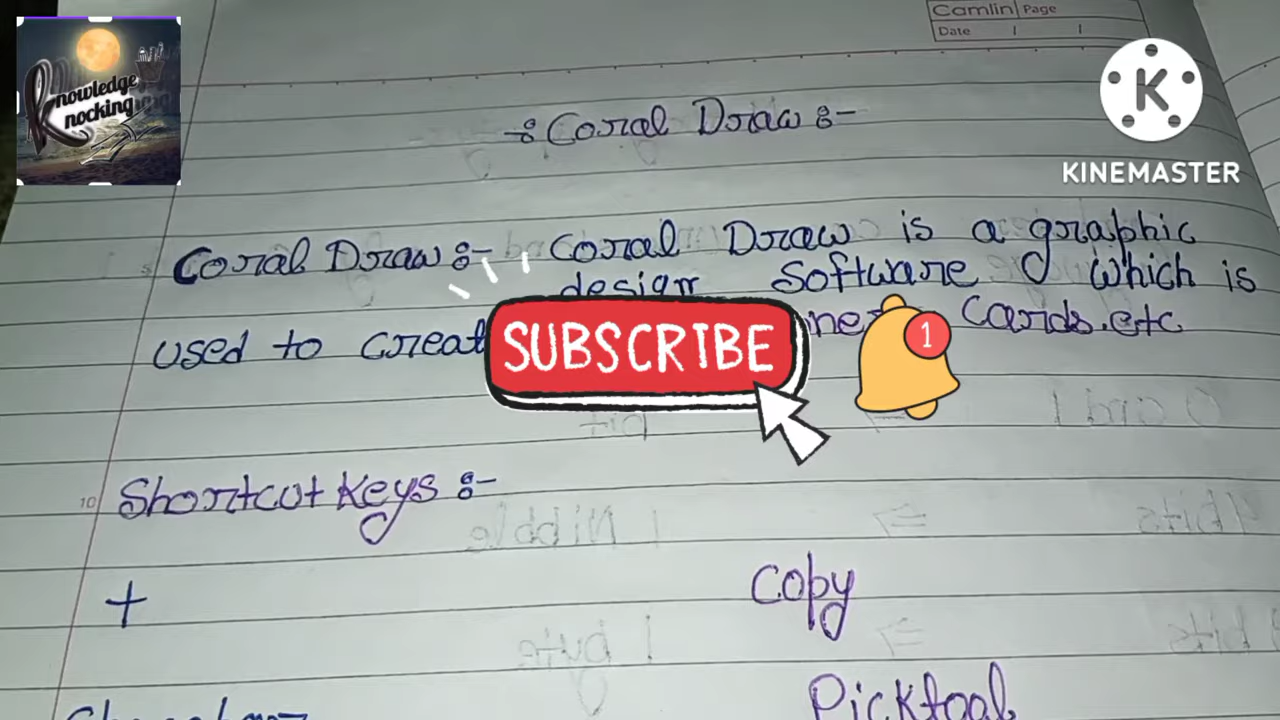 Camlin Page
Date
Knowledge
Knocking
K
KINEMASTER
-: Coral Draw :-
Coral Draw :- Coral Draw is a graphic
design Software which is
used to creat Cards.etc
SUBSCRIBE
1
10
Shortcut Keys :-
+ Copy
Picktool